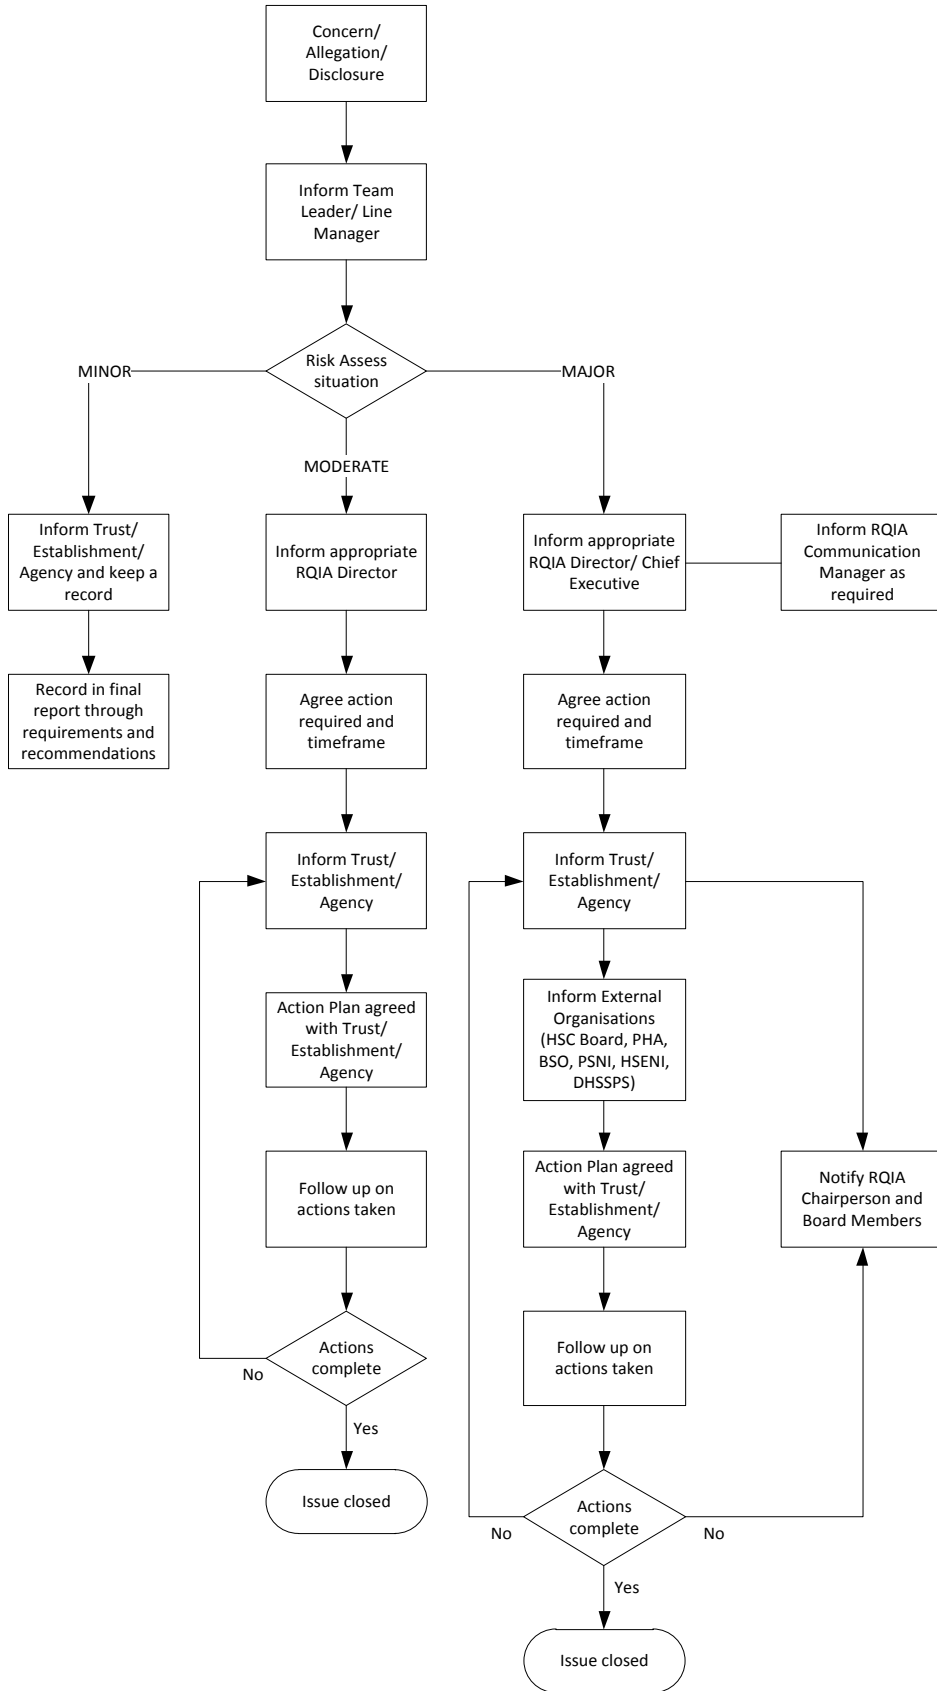 Concern/
Allegation/
Disclosure
Inform Team
Leader/ Line
Manager
Risk Assess
situation
MINOR
MAJOR
MODERATE
Inform Trust/
Establishment/
Agency and keep a
record
Inform appropriate
RQIA Director
Inform appropriate
RQIA Director/ Chief
Executive
Inform RQIA
Communication
Manager as
required
Record in final
report through
requirements and
recommendations
Agree action
required and
timeframe
Agree action
required and
timeframe
Inform Trust/
Establishment/
Agency
Inform Trust/
Establishment/
Agency
Action Plan agreed
with Trust/
Establishment/
Agency
Inform External
Organisations
(HSC Board, PHA,
BSO, PSNI, HSENI,
DHSSPS)
Follow up on
actions taken
Action Plan agreed
with Trust/
Establishment/
Agency
Notify RQIA
Chairperson and
Board Members
Actions
complete
No
Yes
Follow up on
actions taken
Issue closed
Actions
complete
No
No
Yes
Issue closed